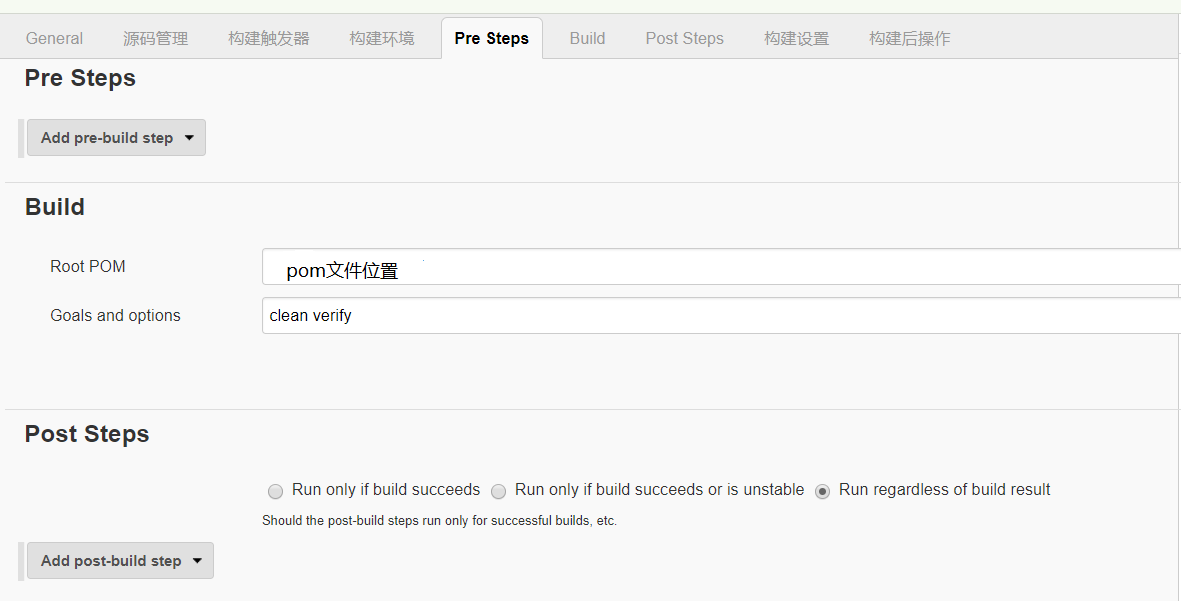 General 源码管理 构建触发器 构建环境 Pre Steps Build Post Steps 构建设置 构建后操作
Pre Steps
Add pre-build step
Build
Root POM pom文件位置
Goals and options clean verify
Post Steps
Run only if build succeeds Run only if build succeeds or is unstable Run regardless of build result
Should the post-build steps run only for successful builds, etc.
Add post-build step